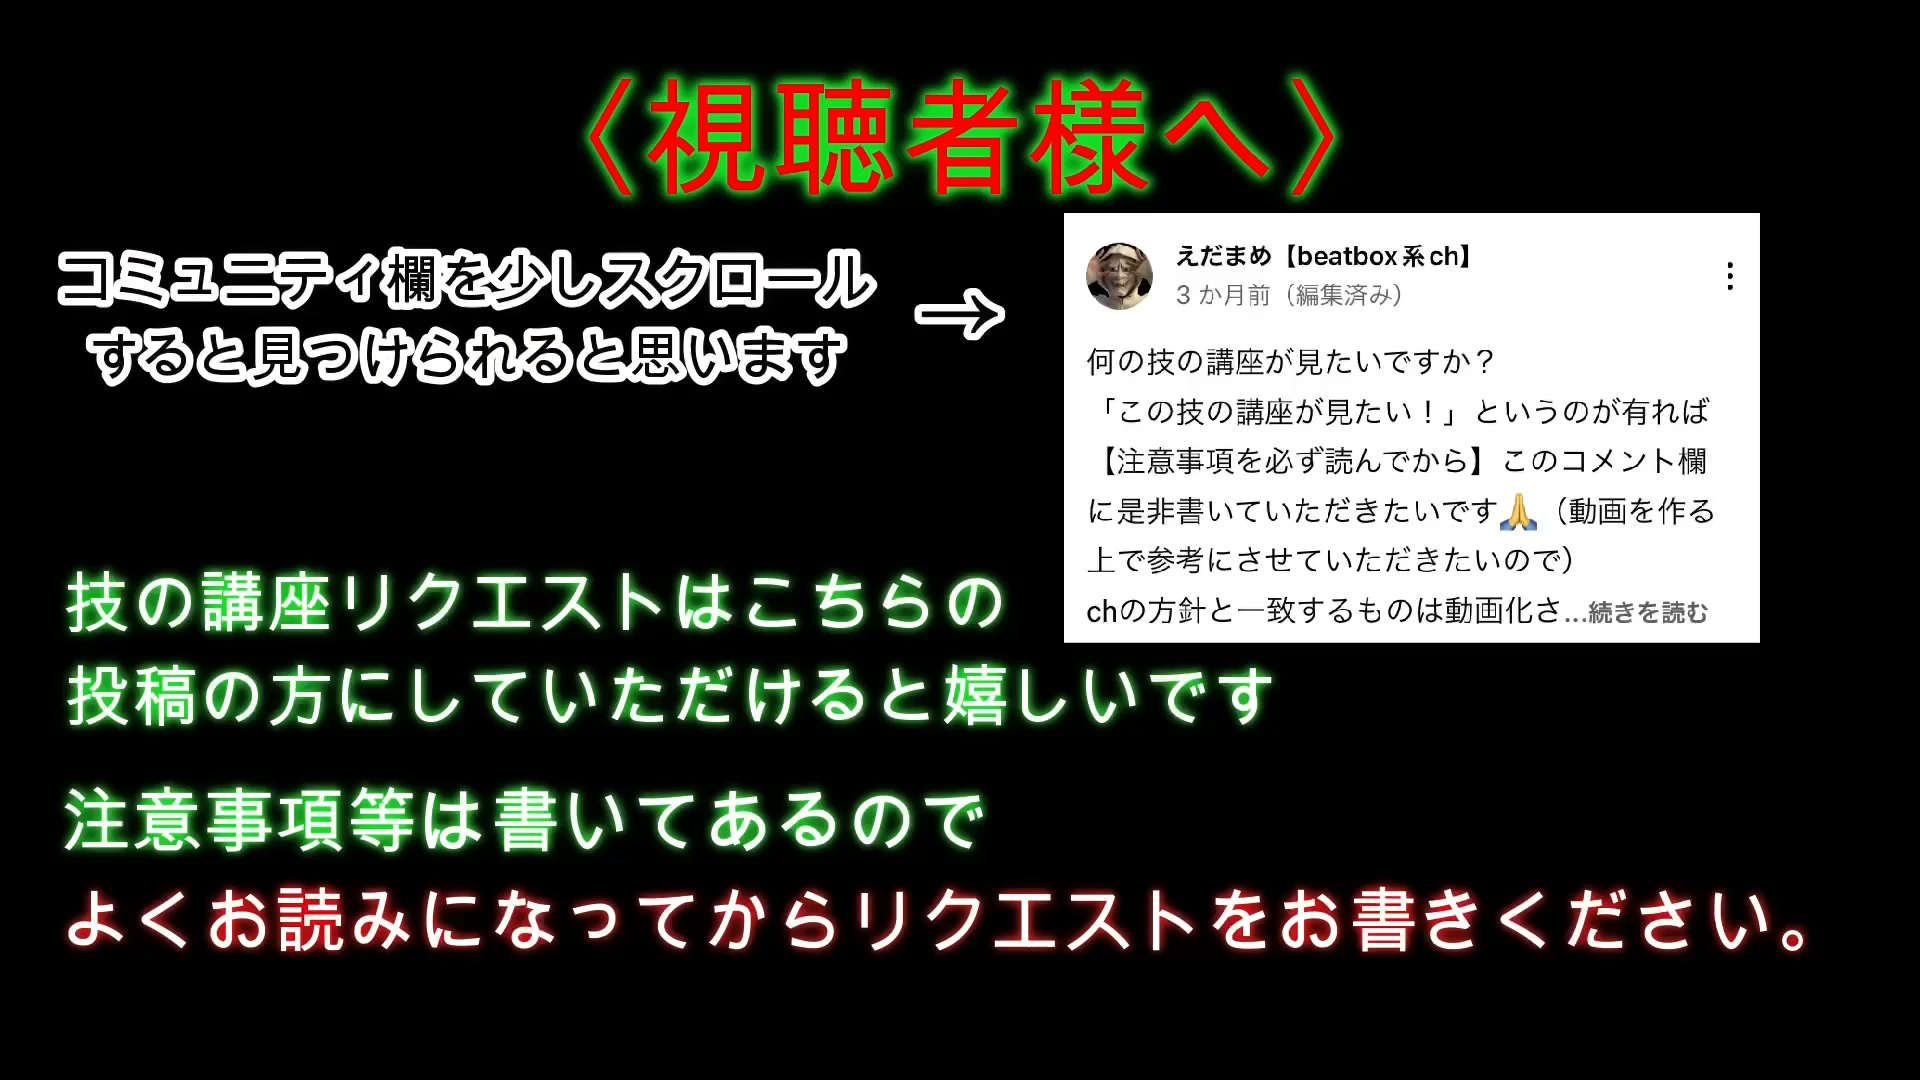 〈視聴者様へ〉
コミュニティ欄を少しスクロール
すると見つけられると思います
→
えだまめ【beatbox系ch】
3 か月前（編集済み）
何の技の講座が見たいですか？
「この技の講座が見たい！」というのが有れば
【注意事項を必ず読んでから】このコメント欄
に是非書いていただきたいです🙏（動画を作る
上で参考にさせていただきたいので）
chの方針と一致するものは動画化さ...続きを読む
技の講座リクエストはこちらの
投稿の方にしていただけると嬉しいです
注意事項等は書いてあるので
よくお読みになってからリクエストをお書きください。